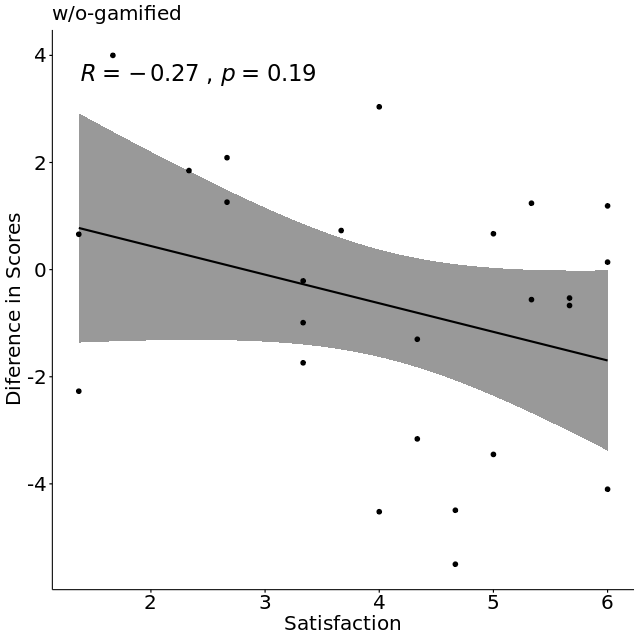 w/o-gamified
R = −0.27 , p = 0.19
4
2
0
-2
-4
Diference in Scores
2 3 4 5 6
Satisfaction